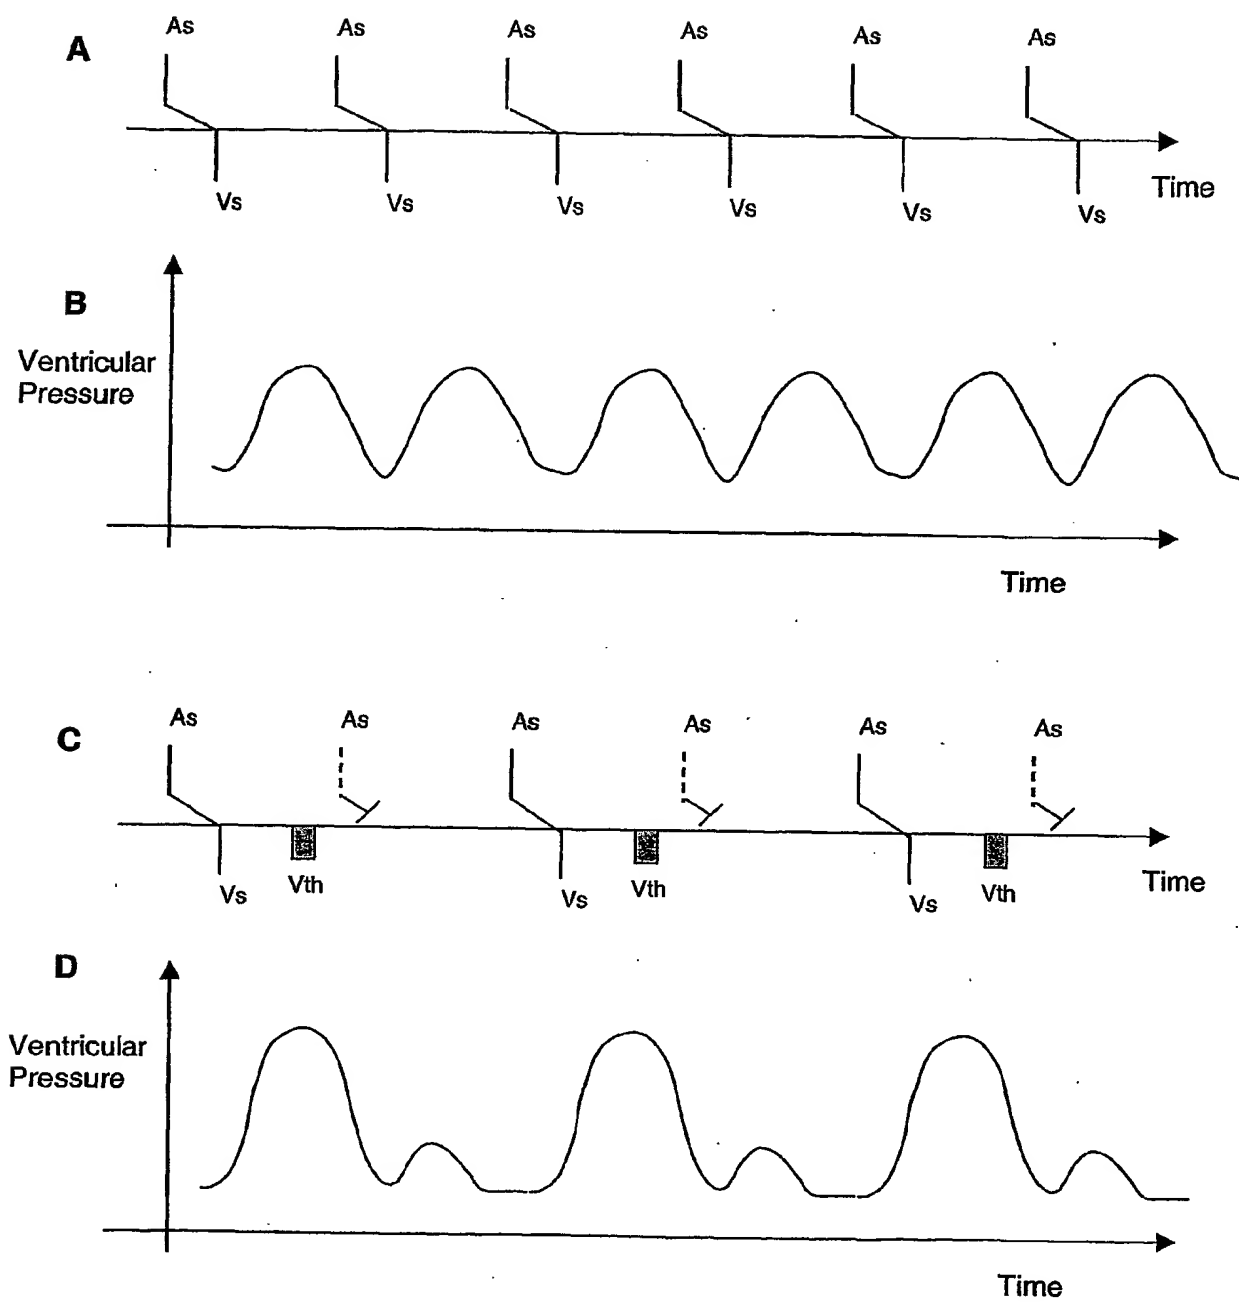 A
As As As As As As
Vs Vs Vs Vs Vs Vs
Time
B
Ventricular
Pressure
Time
C
As As As As As As
Vs Vth Vs Vth Vs Vth
Time
D
Ventricular
Pressure
Time